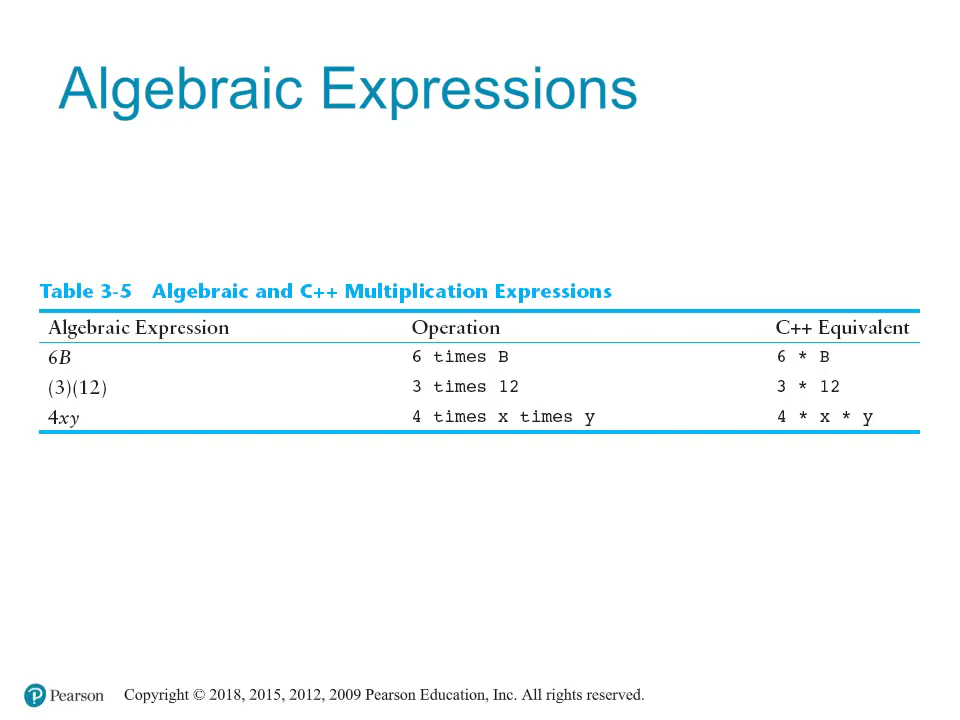 Algebraic Expressions
Table 3-5 Algebraic and C++ Multiplication Expressions
Algebraic Expression Operation C++ Equivalent
6B 6 times B 6 * B
(3)(12) 3 times 12 3 * 12
4xy 4 times x times y 4 * x * y
P Pearson Copyright © 2018, 2015, 2012, 2009 Pearson Education, Inc. All rights reserved.